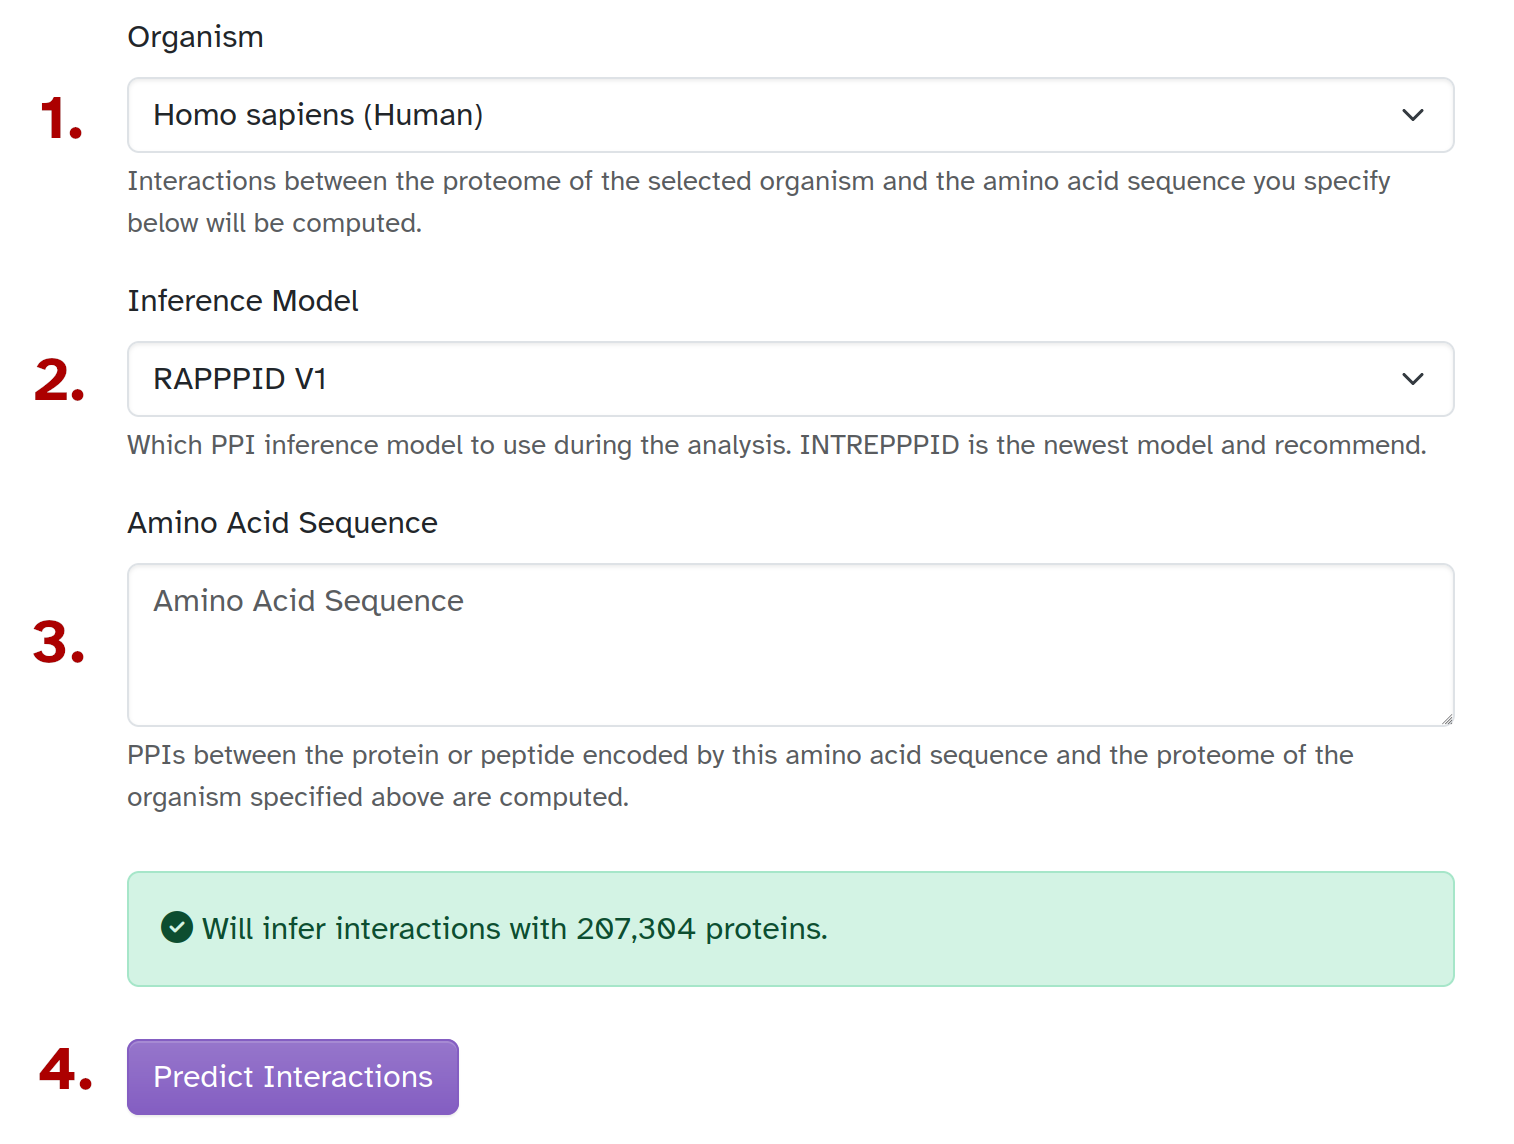 Organism
1.
Homo sapiens (Human)
Interactions between the proteome of the selected organism and the amino acid sequence you specify
below will be computed.
Inference Model
2.
RAPPPID V1
Which PPI inference model to use during the analysis. INTREPPPID is the newest model and recommend.
Amino Acid Sequence
3.
Amino Acid Sequence
PPIs between the protein or peptide encoded by this amino acid sequence and the proteome of the
organism specified above are computed.
Will infer interactions with 207,304 proteins.
4.
Predict Interactions